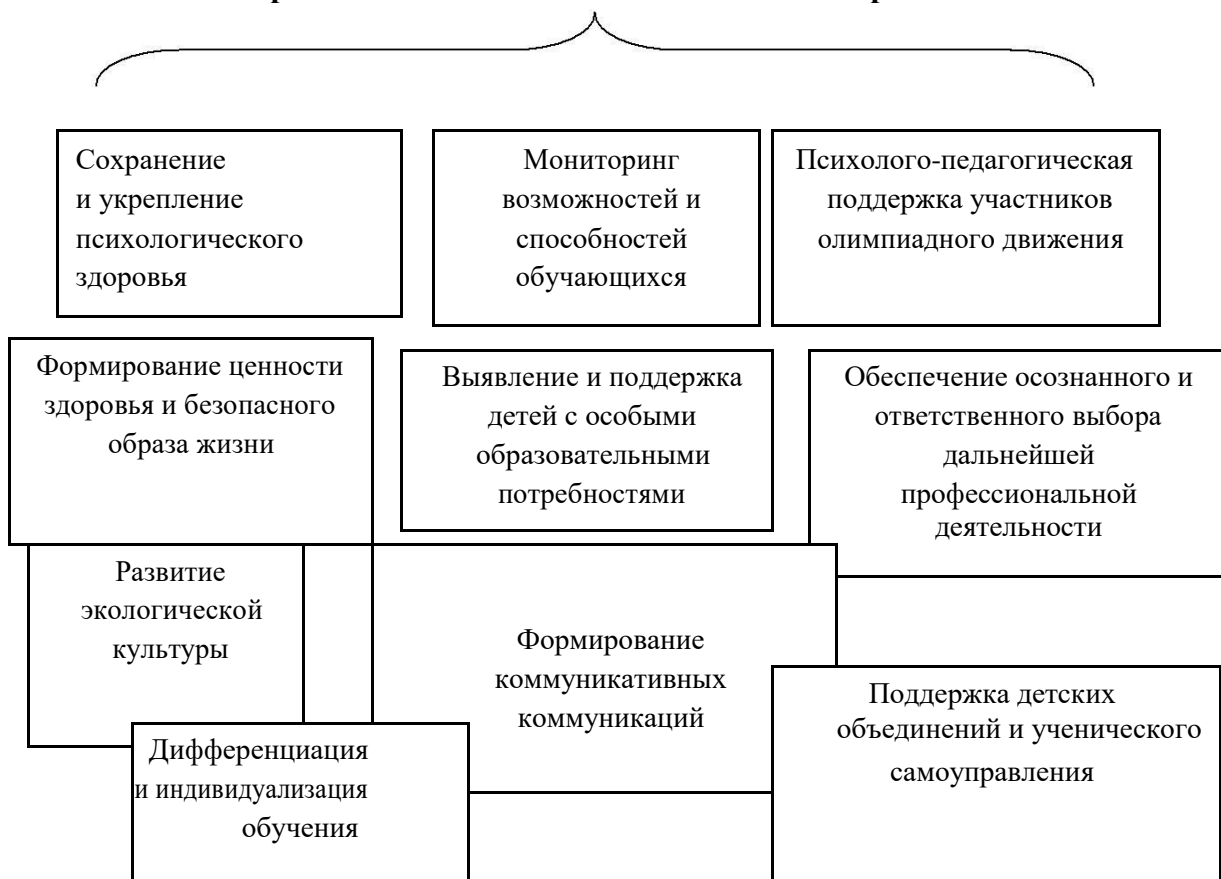 Сохранение
и укрепление
психологического
здоровья
Мониторинг
возможностей и
способностей
обучающихся
Психолого-педагогическая
поддержка участников
олимпиадного движения
Формирование ценности
здоровья и безопасного
образа жизни
Выявление и поддержка
детей с особыми
образовательными
потребностями
Обеспечение осознанного и
ответственного выбора
дальнейшей
профессиональной
деятельности
Развитие
экологической
культуры
Формирование
коммуникативных
коммуникаций
Поддержка детских
объединений и ученического
самоуправления
Дифференциация
и индивидуализация
обучения